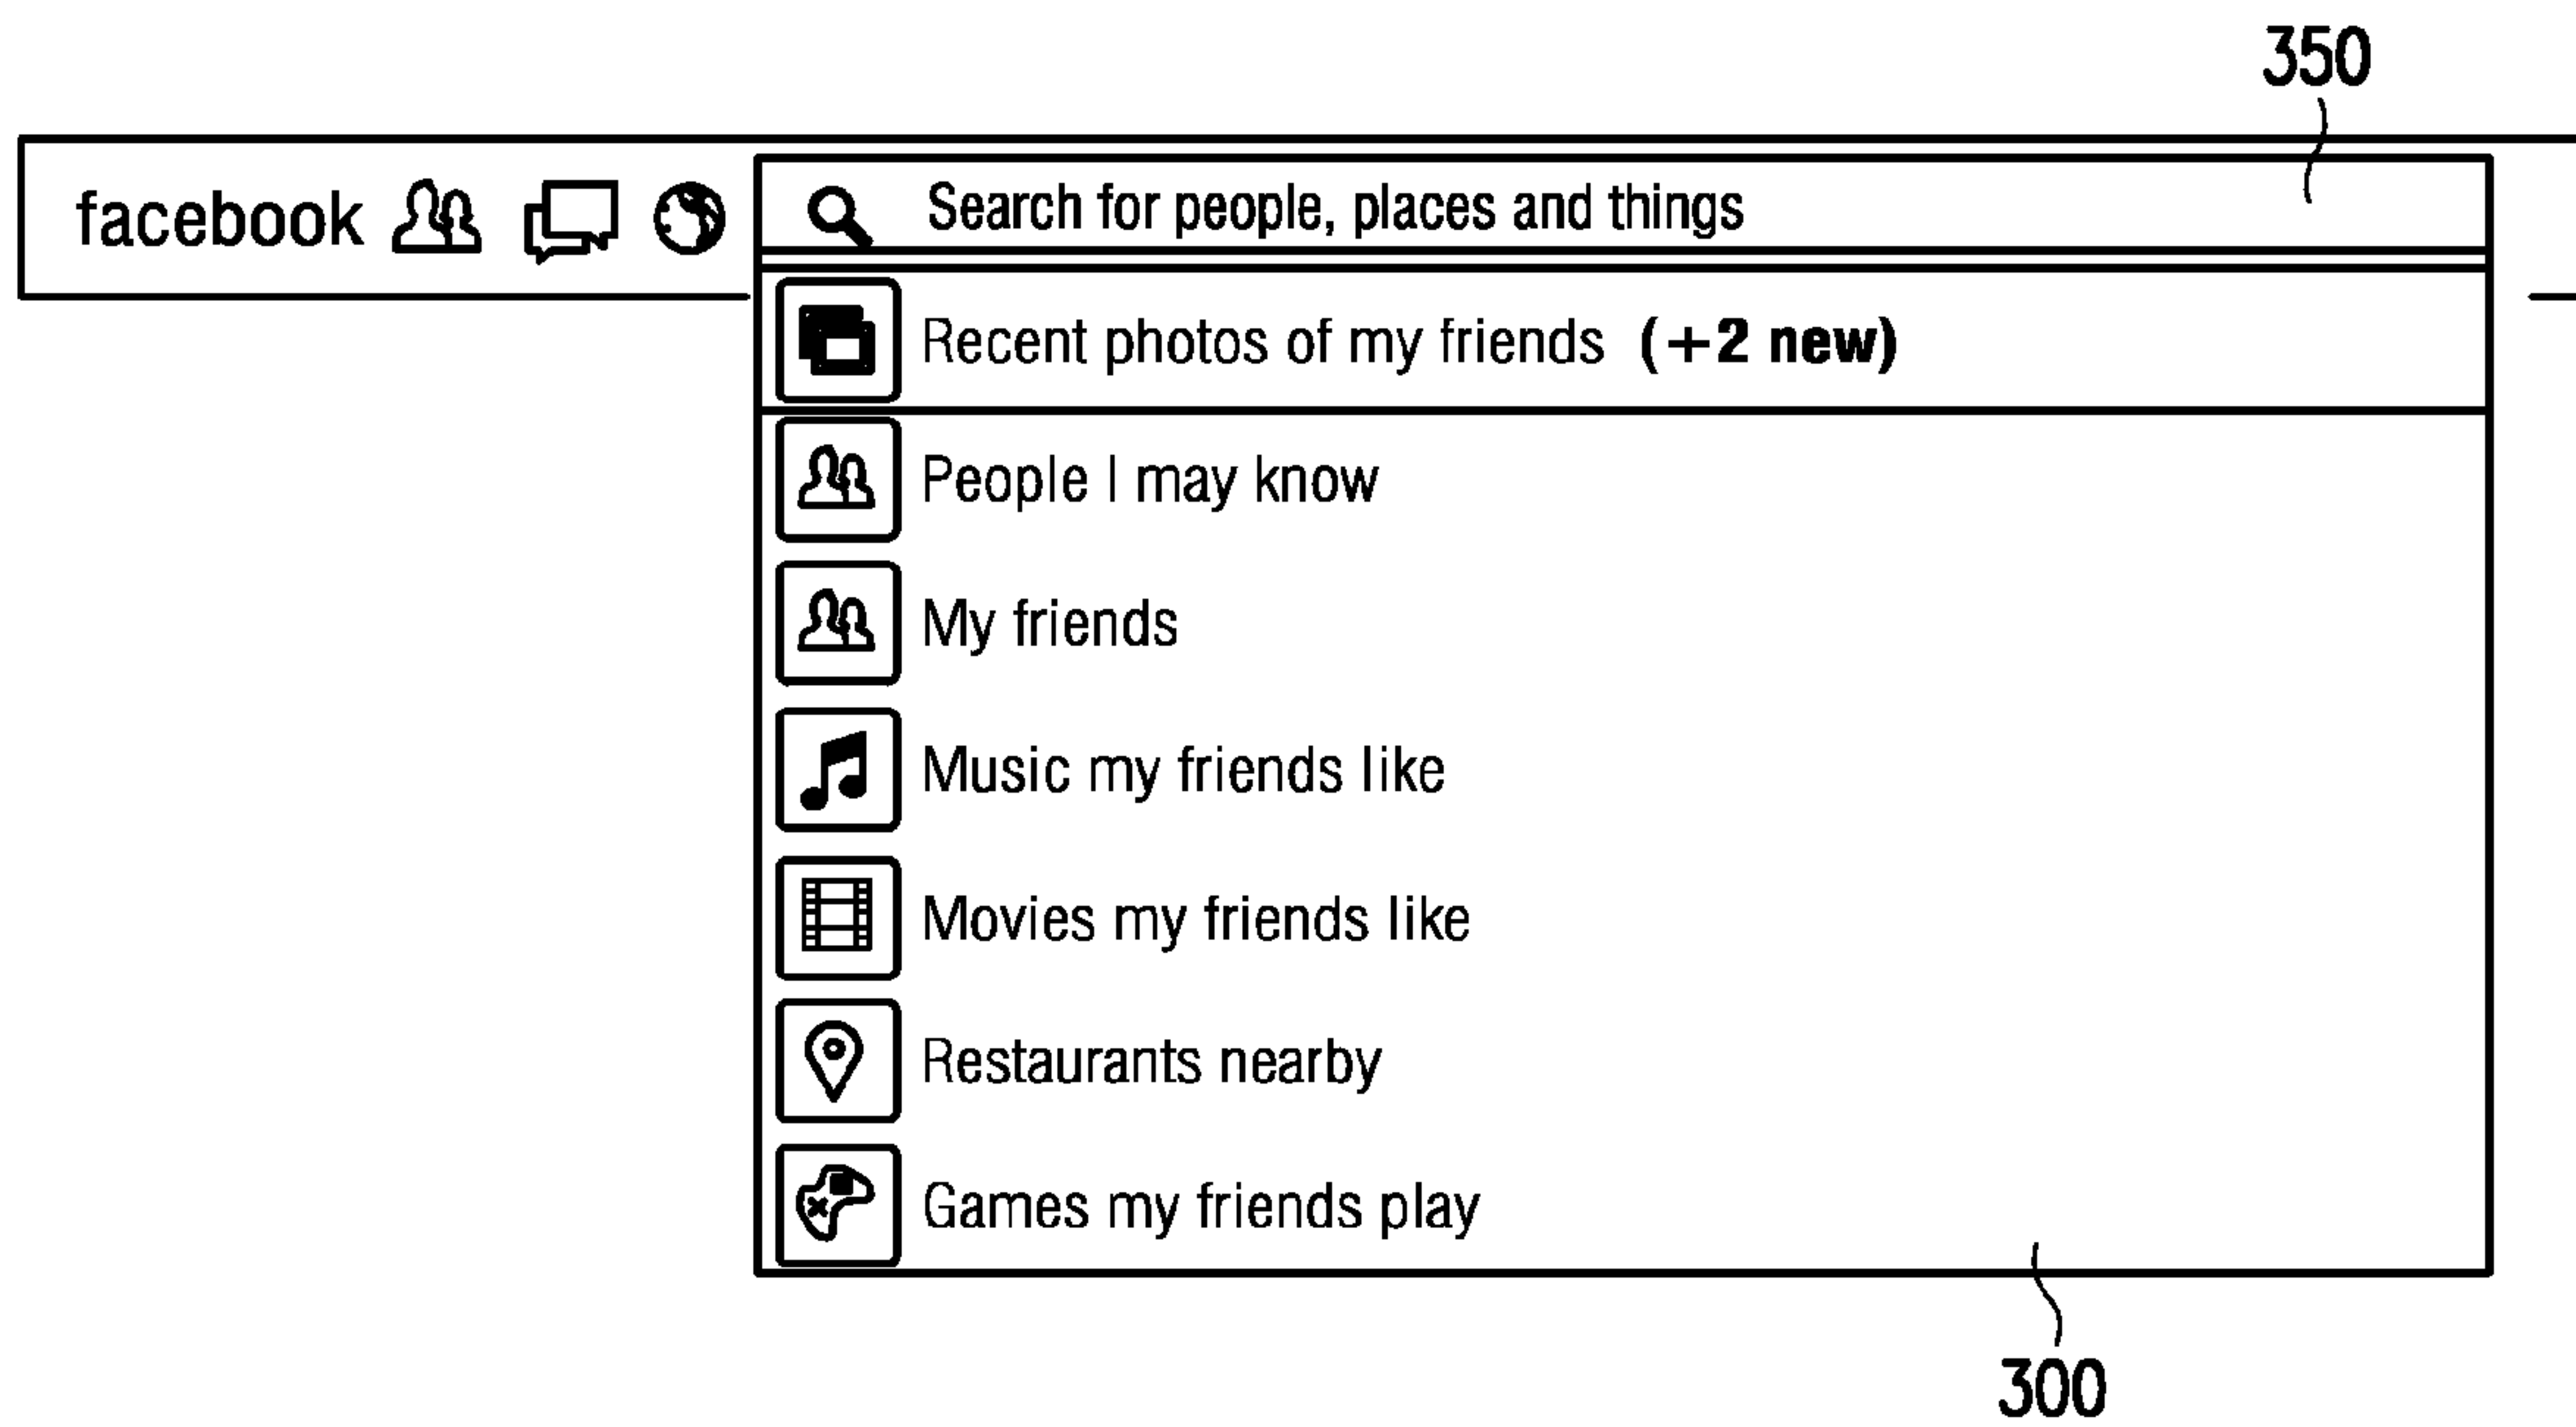 350
facebook
Search for people, places and things
Recent photos of my friends (+2 new)
People I may know
My friends
Music my friends like
Movies my friends like
Restaurants nearby
Games my friends play
300